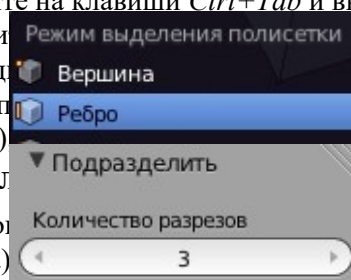 те на клавиши Ctrl+Tab и в
Режим выделения полисетки
Вершина
Ребро
Подразделить
Количество разрезов
3